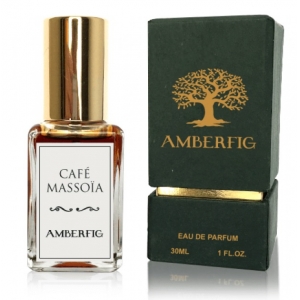 CAFÉ
MASSOÏA
AMBERFIG
AMBERFIG
EAU DE PARFUM
30ML 1 FL.OZ.